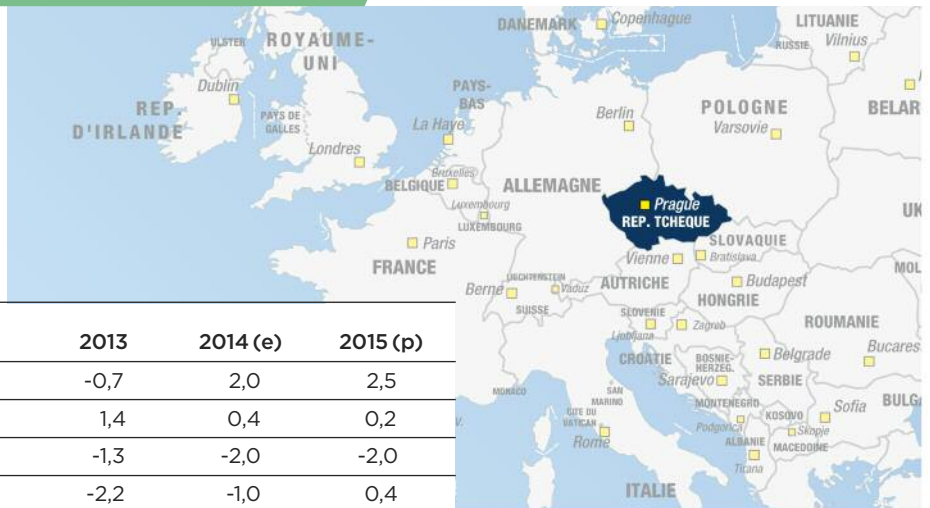 DANEMARK Copenhague
LITUANIE
Vilnius
RUSSIE
ULSTER
ROYAUME-
UNI
Dublin
REP.
D'IRLANDE
PAYS DE
GALLES
Londres
PAYS-
BAS
La Haye
Berlin
POLOGNE
Varsovie
BELAR
Bruxelles
BELGIQUE
ALLEMAGNE
Luxembourg
LUXEMBOURG
Prague
REP. TCHEQUE
UK
Paris
FRANCE
SLOVAQUIE
Bratislava
Vienne
MOL
LIECHTENSTEIN
Vaduz
Berne
SUISSE
AUTRICHE
Budapest
HONGRIE
SLOVENIE
Ljubljana
Zagreb
ROUMANIE
Bucares
CROATIE
BOSNIE-
HERZEG.
Belgrade
Sarajevo
SERBIE
MONACO
SAN
MARINO
MONTENEGRO
Podgorica
KOSOVO
Sofia
BULG
CITE DU
VATICAN
Rome
Skopje
ALBANIE
MACEDOINE
Tirana
ITALIE
v.
2013 2014 (e) 2015 (p)
-0,7 2,0 2,5
1,4 0,4 0,2
-1,3 -2,0 -2,0
-2,2 -1,0 0,4